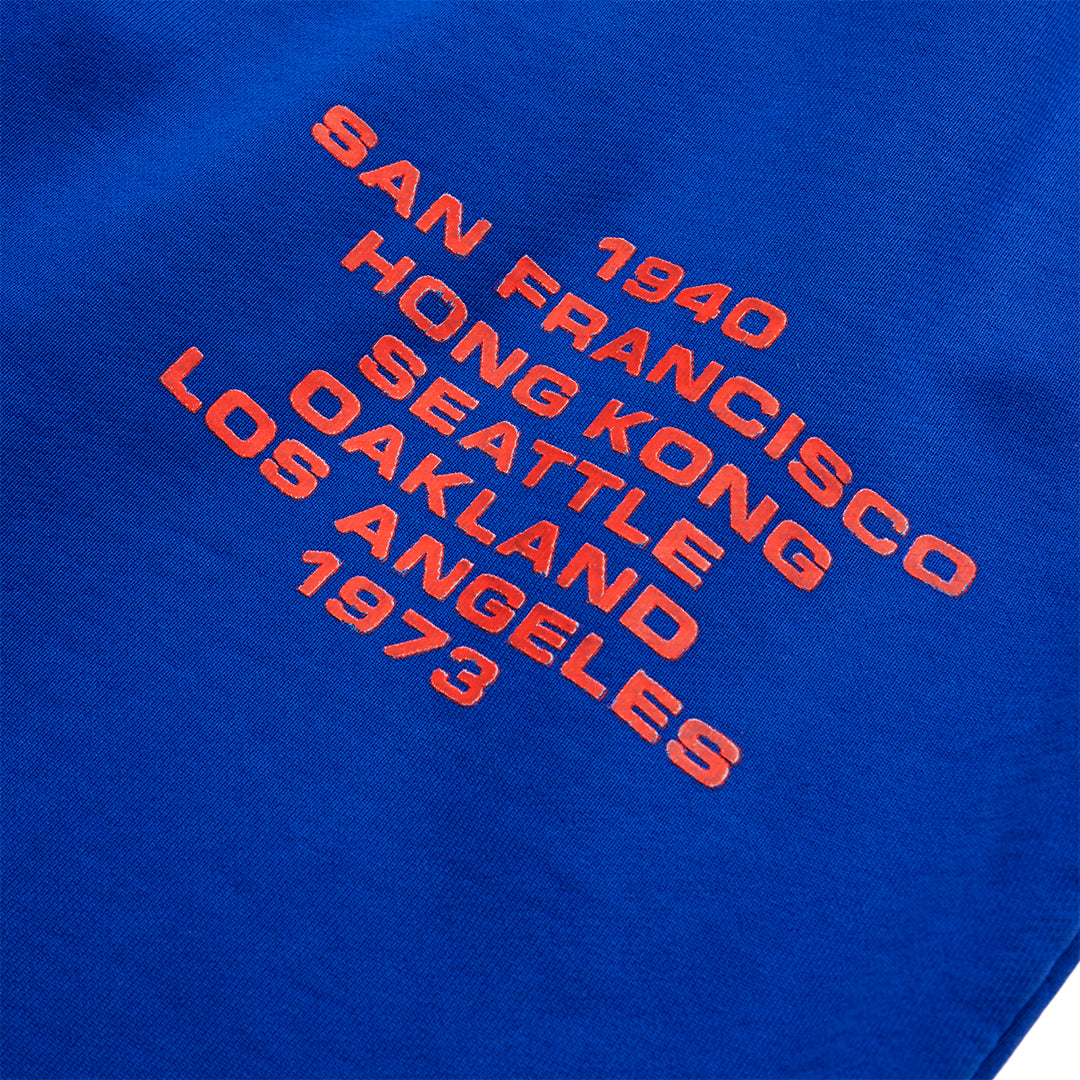 1940
SAN FRANCISCO
HONG KONG
SEATTLE
OAKLAND
LOS ANGELES
1973